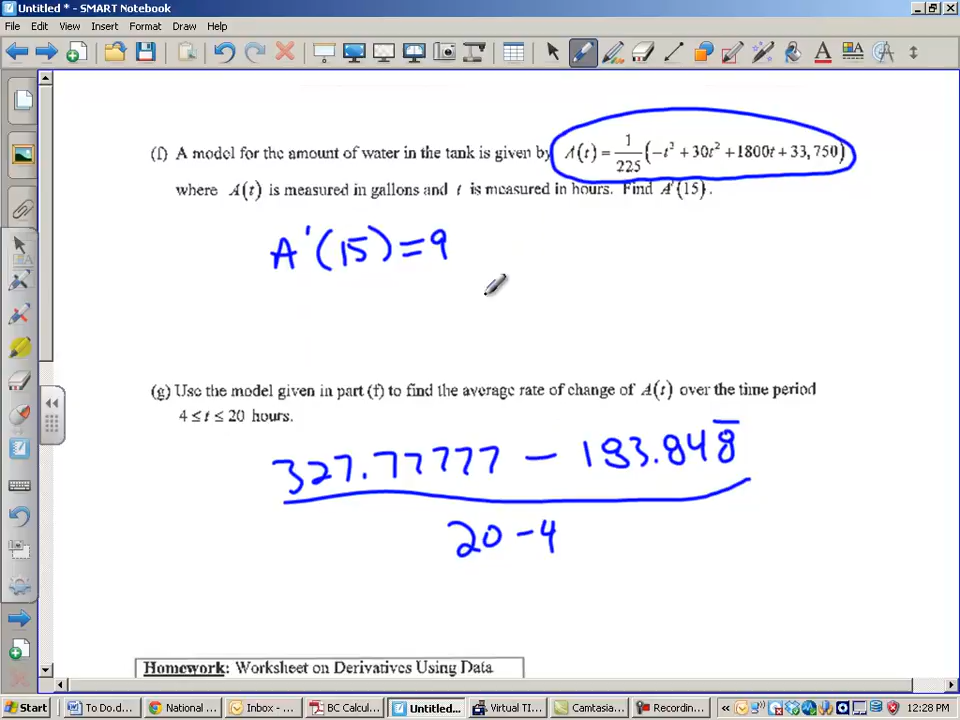 Untitled * - SMART Notebook
File Edit View Insert Format Draw Help
(f) A model for the amount of water in the tank is given by A(t) = 1/225 (-t² + 30t² + 1800t + 33,750)
where A(t) is measured in gallons and t is measured in hours. Find A'(15).
A'(15) = 9
(g) Use the model given in part (f) to find the average rate of change of A(t) over the time period
4 ≤ t ≤ 20 hours.
327.77777 - 183.848̅
20 - 4
Homework: Worksheet on Derivatives Using Data
Start To Do.d... National ... Inbox - ... BC Calcul... Untitled... Virtual TI... Camtasia... Recordin... 12:28 PM